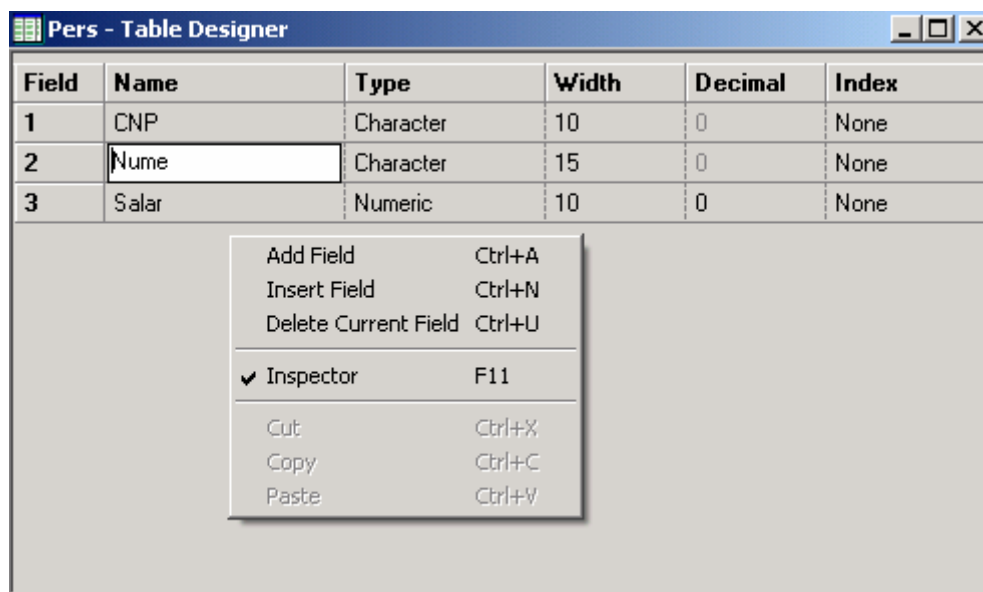 Pers - Table Designer
Field Name Type Width Decimal Index
1 CNP Character 10 0 None
2 Nume Character 15 0 None
3 Salar Numeric 10 0 None
Add Field Ctrl+A
Insert Field Ctrl+N
Delete Current Field Ctrl+U
Inspector F11
Cut Ctrl+X
Copy Ctrl+C
Paste Ctrl+V